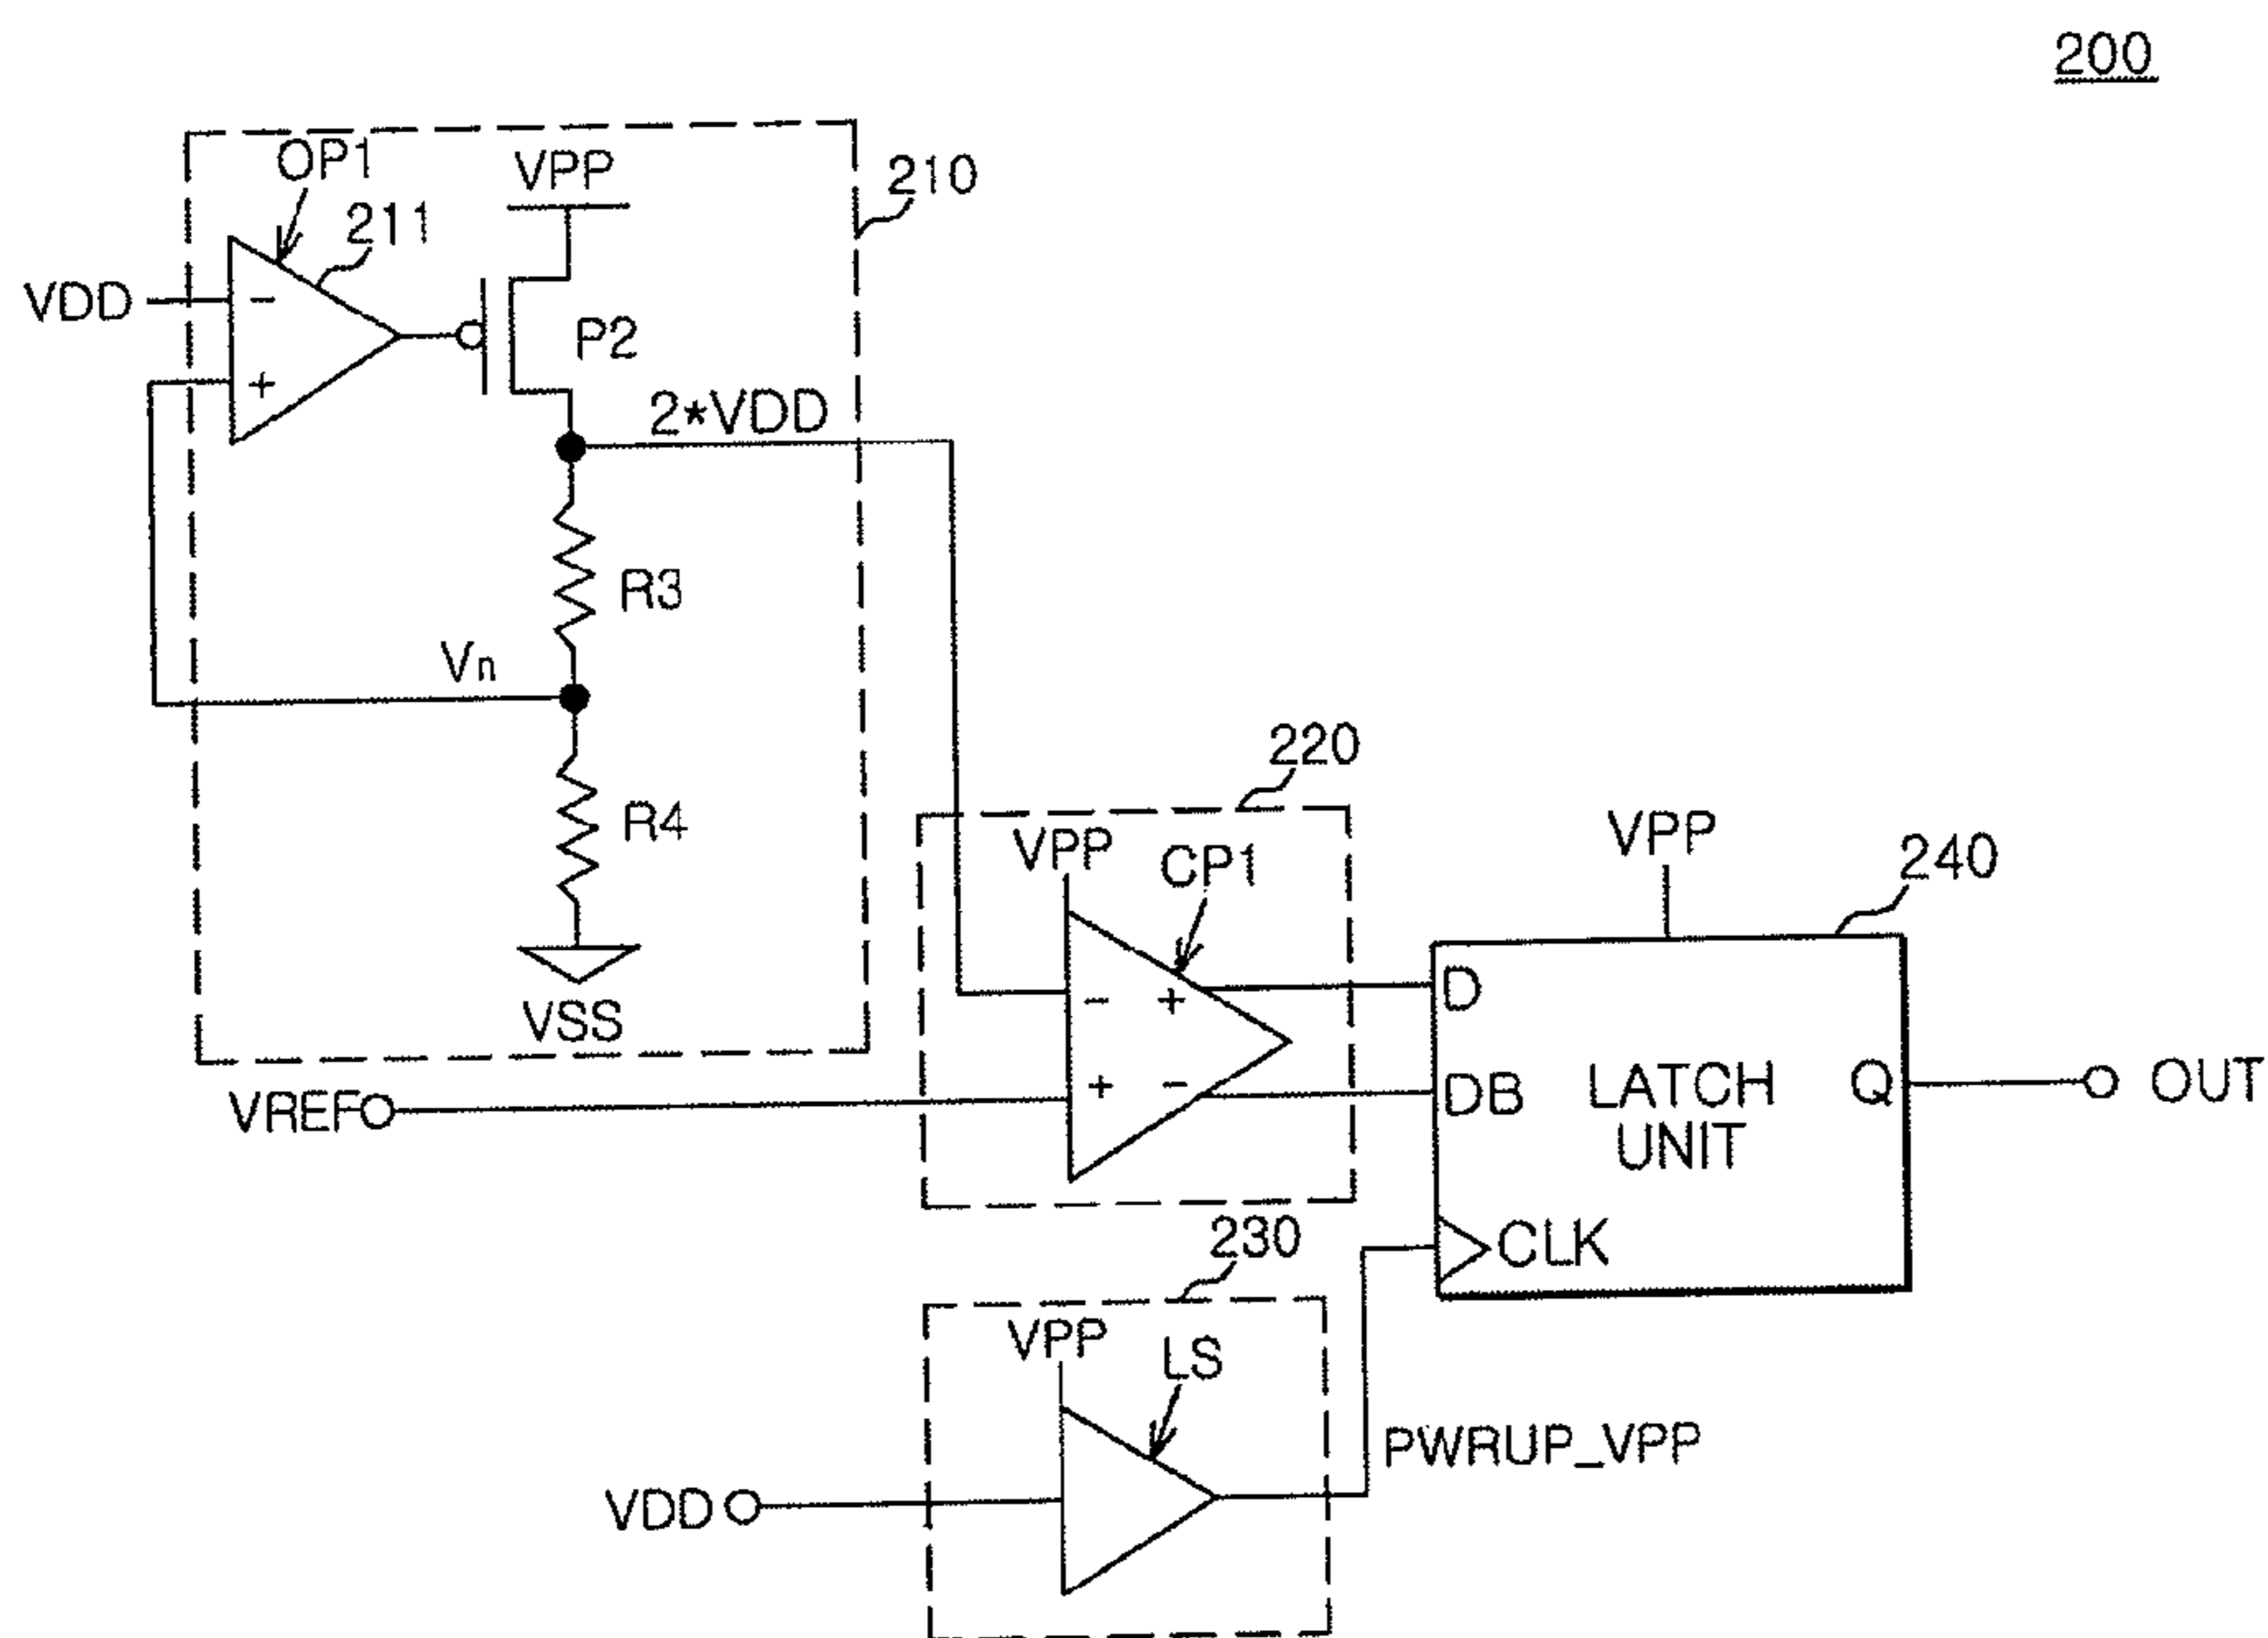 200
OP1
VPP
210
211
VDD
-
P2
+
2*VDD
R3
Vn
R4
220
VPP
CP1
VPP
240
VSS
- +
D
VREF
+ -
DB
LATCH
UNIT
Q
OUT
CLK
230
VPP
LS
PWRUP_VPP
VDD